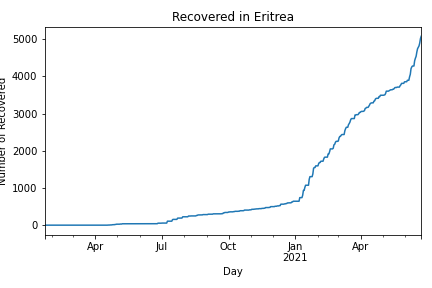 Recovered in Eritrea
Number of Recovered
5000
4000
3000
2000
1000
0
Apr
Jul
Oct
Jan
2021
Apr
Day